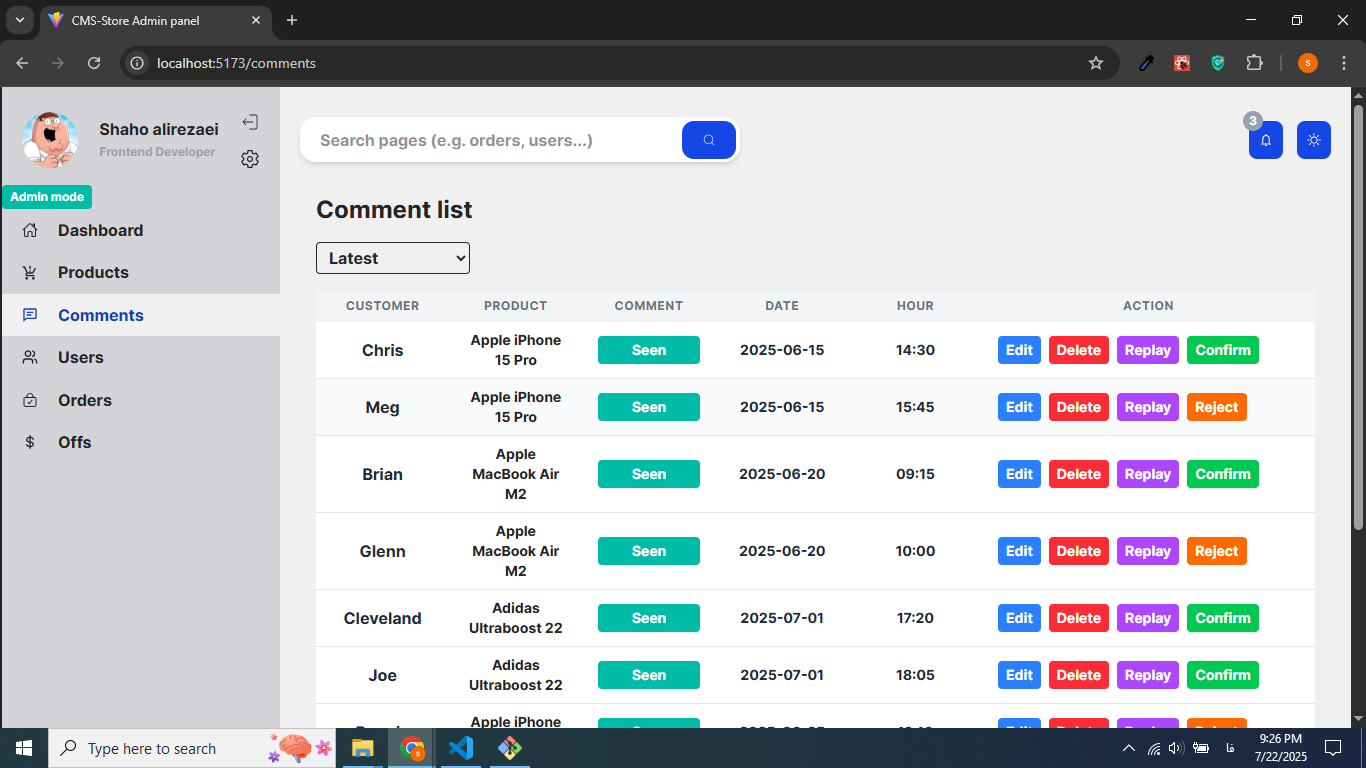 CMS-Store Admin panel
localhost:5173/comments
S
Shaho alirezaei
Frontend Developer
Admin mode
Dashboard
Products
Comments
Users
Orders
Offs
Search pages (e.g. orders, users...)
3
Comment list
Latest
CUSTOMER PRODUCT COMMENT DATE HOUR ACTION
Chris Apple iPhone 15 Pro Seen 2025-06-15 14:30 Edit Delete Replay Confirm
Meg Apple iPhone 15 Pro Seen 2025-06-15 15:45 Edit Delete Replay Reject
Brian Apple MacBook Air M2 Seen 2025-06-20 09:15 Edit Delete Replay Confirm
Glenn Apple MacBook Air M2 Seen 2025-06-20 10:00 Edit Delete Replay Reject
Cleveland Adidas Ultraboost 22 Seen 2025-07-01 17:20 Edit Delete Replay Confirm
Joe Adidas Ultraboost 22 Seen 2025-07-01 18:05 Edit Delete Replay Confirm
Apple iPhone Seen
Type here to search
فا
9:26 PM
7/22/2025